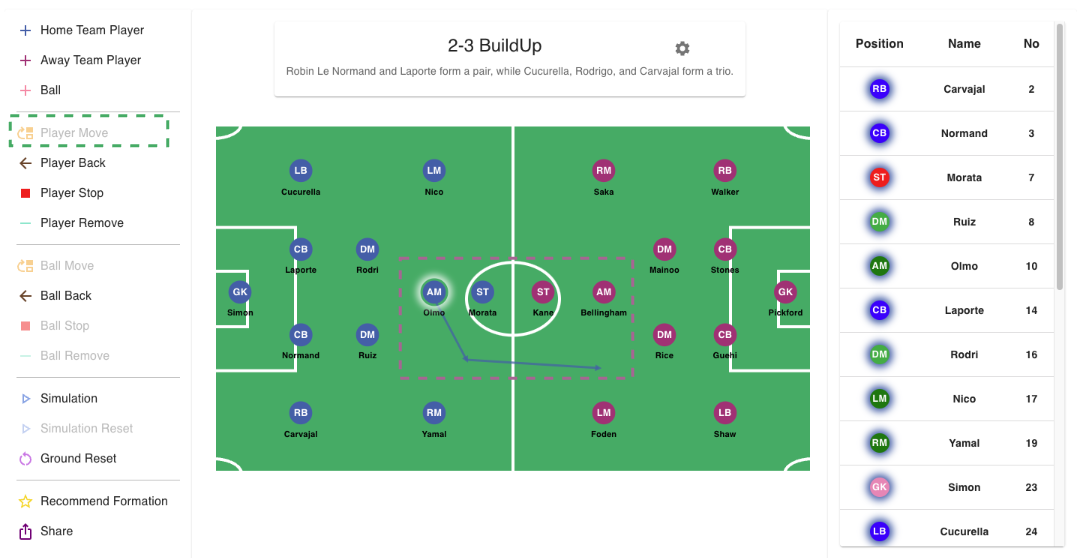 Home Team Player
Away Team Player
Ball
Player Move
Player Back
Player Stop
Player Remove
Ball Move
Ball Back
Ball Stop
Ball Remove
Simulation
Simulation Reset
Ground Reset
Recommend Formation
Share
2-3 BuildUp
Robin Le Normand and Laporte form a pair, while Cucurella, Rodrigo, and Carvajal form a trio.
LB LM RM RB
Cucurella Nico Saka Walker
CB DM DM CB
Laporte Rodri Mainoo Stones
GK AM ST ST AM GK
Simon Olmo Morata Kane Bellingham Pickford
CB DM DM CB
Normand Ruiz Rice Guehi
RB RM LM LB
Carvajal Yamal Foden Shaw
Position Name No
RB Carvajal 2
CB Normand 3
ST Morata 7
DM Ruiz 8
AM Olmo 10
CB Laporte 14
DM Rodri 16
LM Nico 17
RM Yamal 19
GK Simon 23
LB Cucurella 24